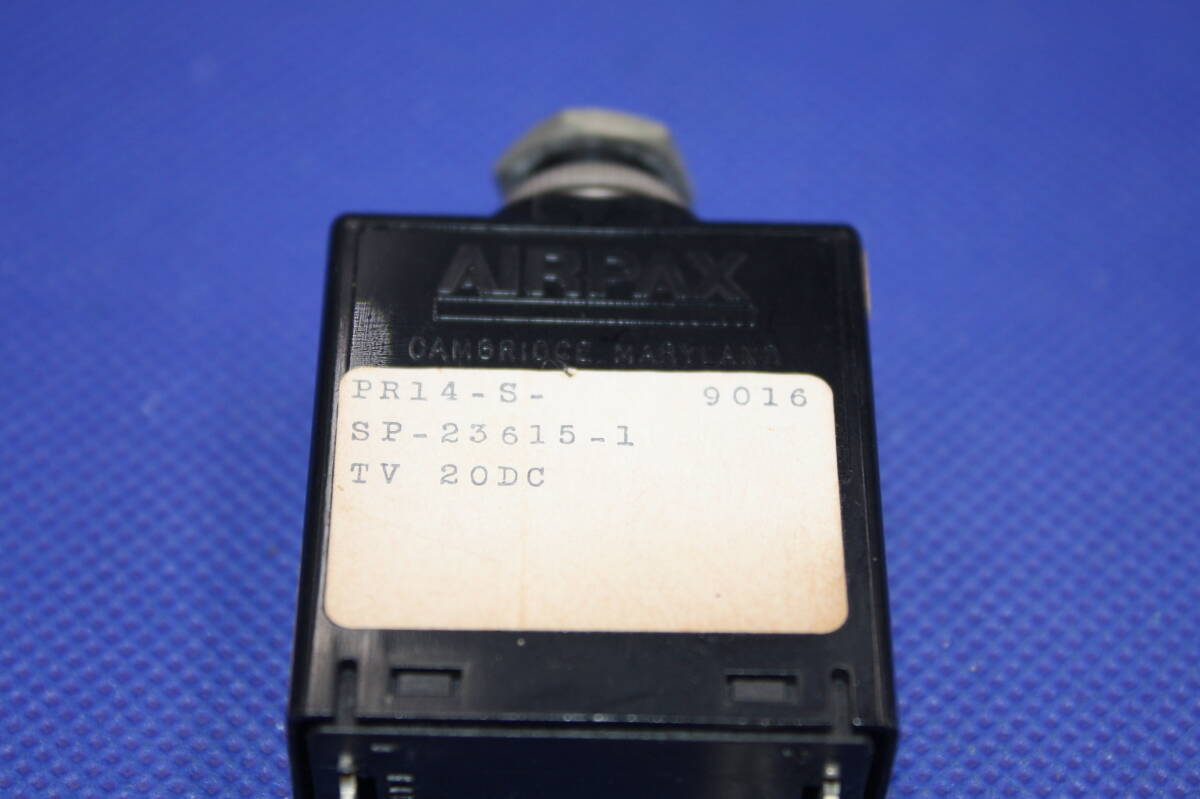 AIRPAX
CAMBRIDGE, MARYLAND
PR14-S- 9016
SP-23615-1
TV 20DC